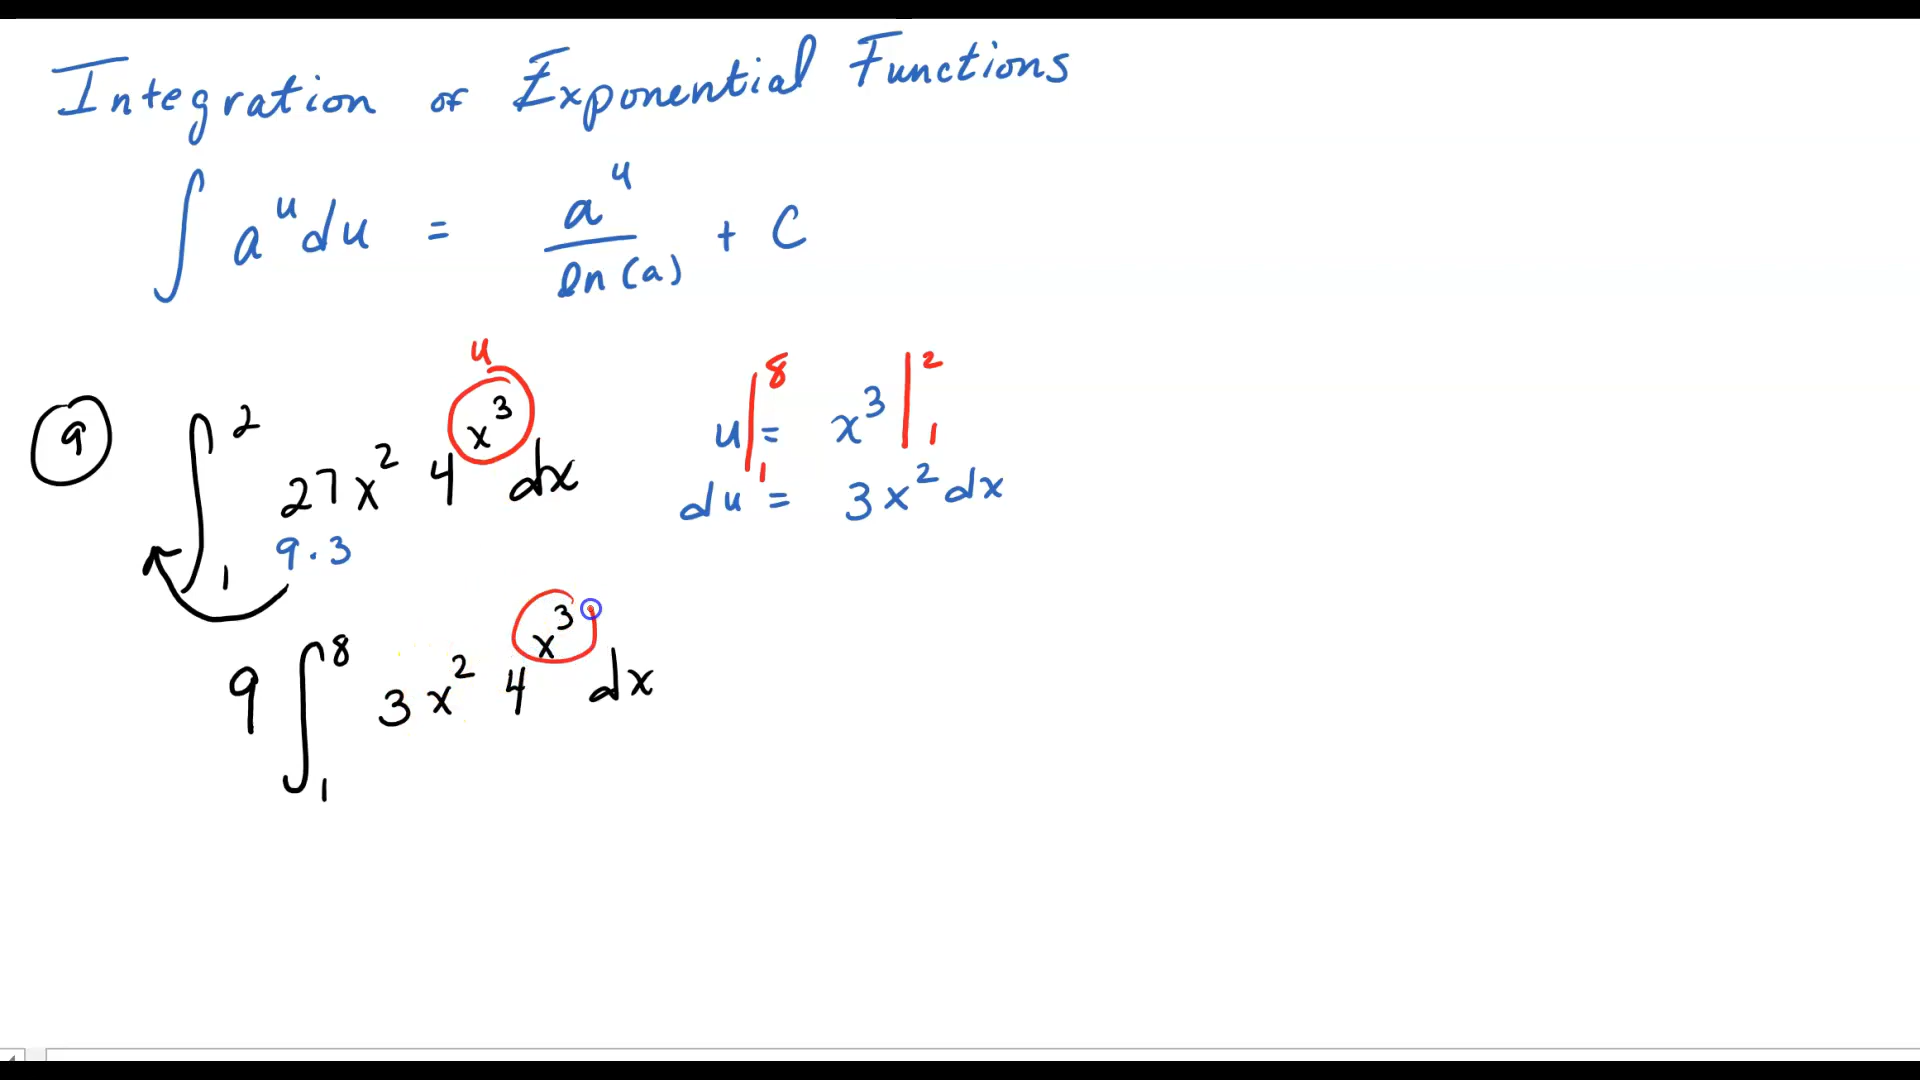 Integration of Exponential Functions
∫ a^u du = a^u / ln(a) + C
⑨ ∫_1^2 27x^2 4^(x^3) dx
u
9 · 3
u |_1^8 = x^3 |_1^2
du = 3x^2 dx
9 ∫_1^8 3x^2 4^(x^3) dx